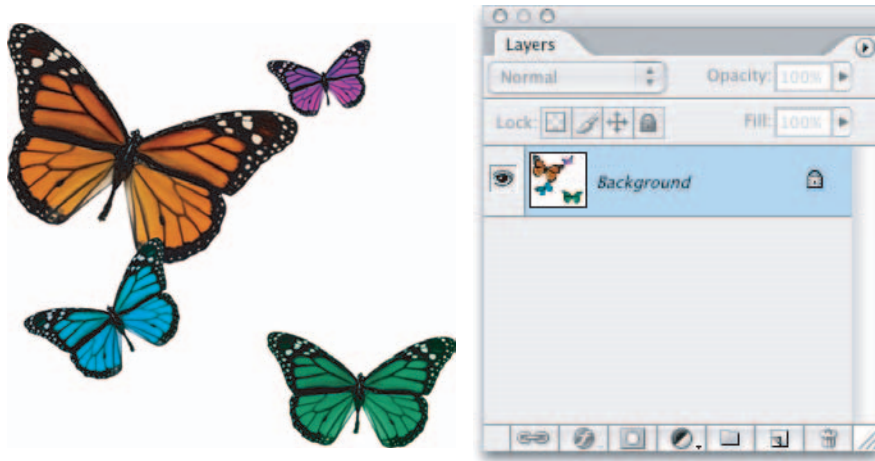 Layers
Normal
Opacity: 100%
Lock:
Fill: 100%
Background